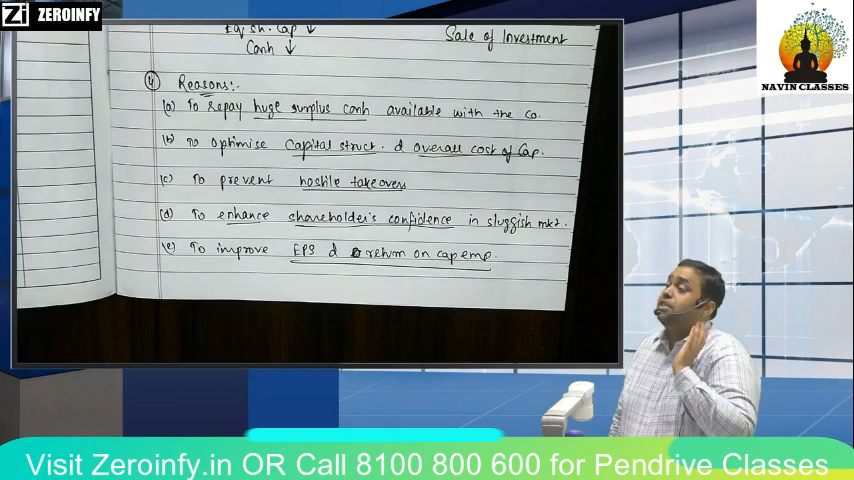 Zi ZEROINFY
Eq sh. Cap ↓
Cash ↓
Sale of Investment
NAVIN CLASSES
(4) Reasons:-
(a) To repay huge surplus cash available with the co.
(b) To optimise capital struct. & overall cost of Cap.
(c) To prevent hostile takeovers
(d) To enhance shareholder's confidence in sluggish mkt.
(e) To improve EPS & return on cap emp.
Visit Zeroinfy.in OR Call 8100 800 600 for Pendrive Classes